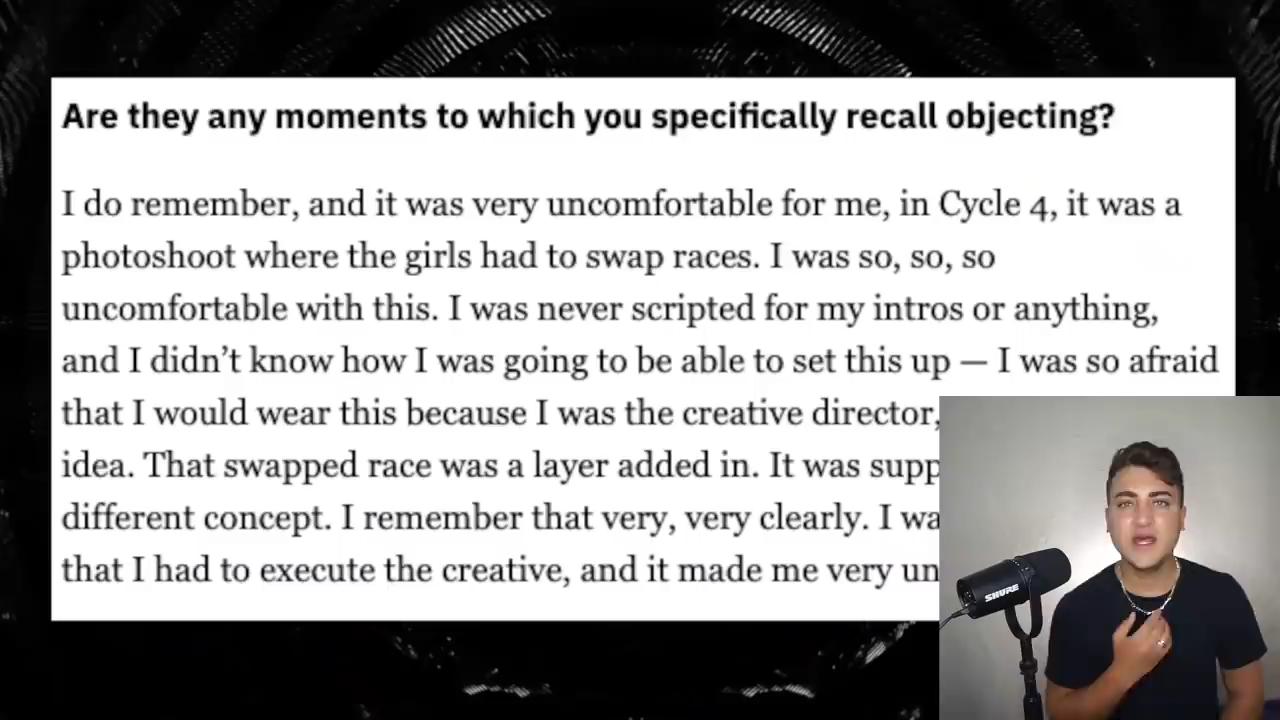 Are they any moments to which you specifically recall objecting?
I do remember, and it was very uncomfortable for me, in Cycle 4, it was a
photoshoot where the girls had to swap races. I was so, so, so
uncomfortable with this. I was never scripted for my intros or anything,
and I didn’t know how I was going to be able to set this up — I was so afraid
that I would wear this because I was the creative director,
idea. That swapped race was a layer added in. It was
different concept. I remember that very, very clearly. I
that I had to execute the creative, and it made me very
SHURE